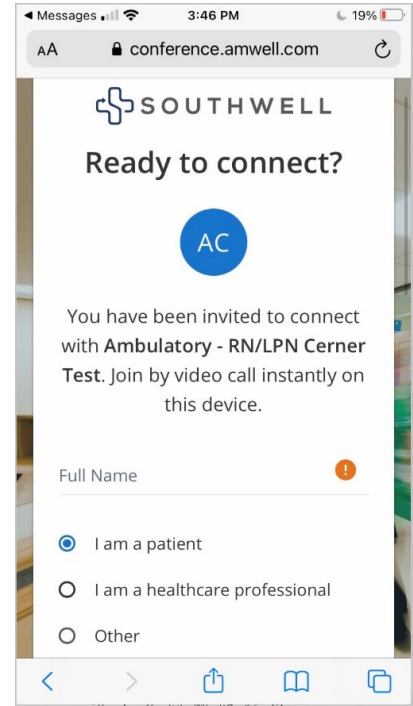 Messages 3:46 PM 19%
AA conference.amwell.com
SOUTHWELL
Ready to connect?
AC
You have been invited to connect
with Ambulatory - RN/LPN Cerner
Test. Join by video call instantly on
this device.
Full Name !
I am a patient
I am a healthcare professional
Other